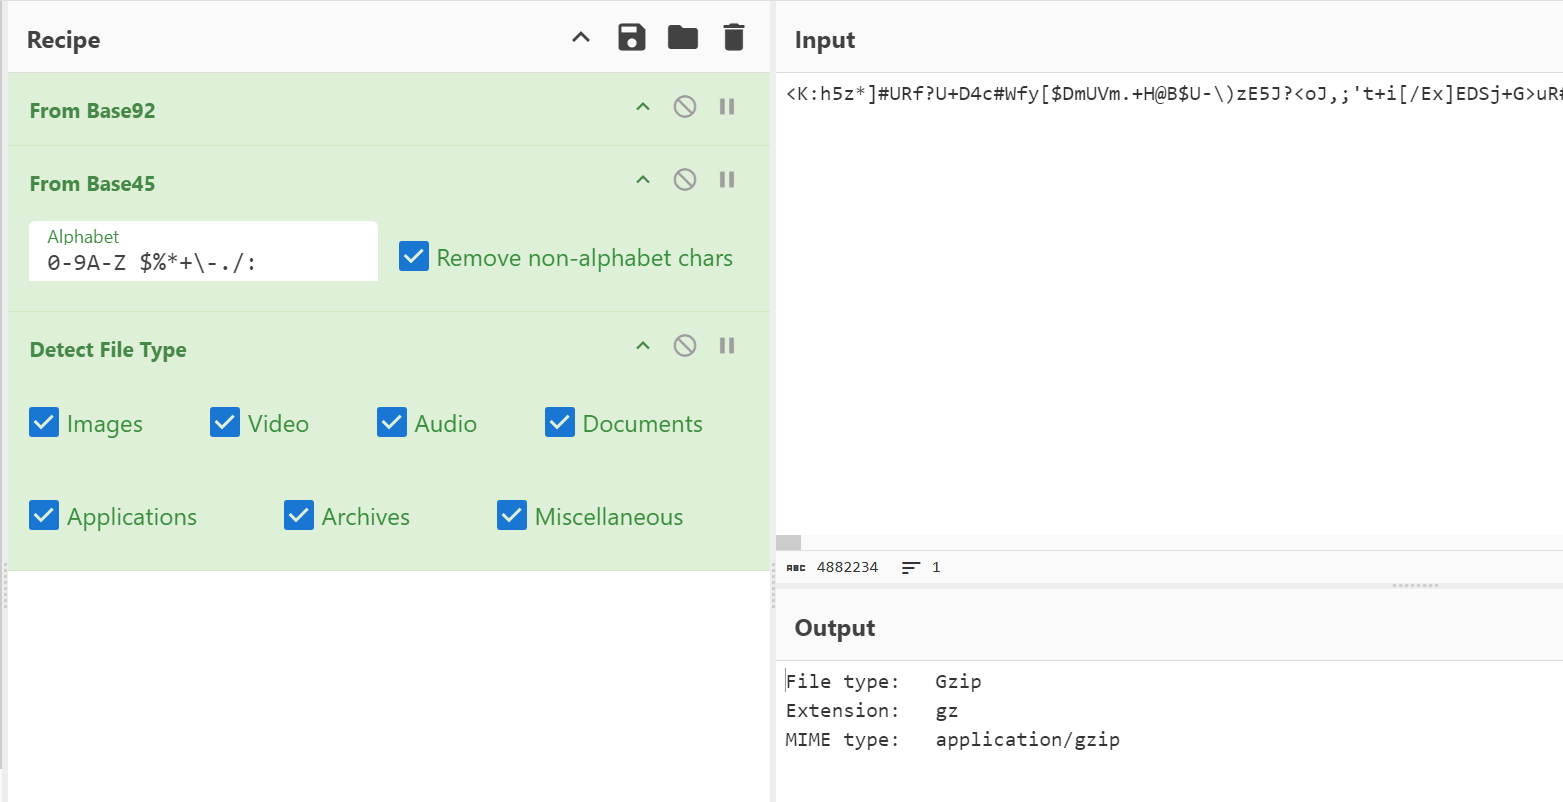 Recipe
From Base92
From Base45
Alphabet
0-9A-Z $%*+\-./:
Remove non-alphabet chars
Detect File Type
Images Video Audio Documents
Applications Archives Miscellaneous
Input
<K:h5z*]#URf?U+D4c#Wfy[$DmUVm.+H@B$U-\)zE5J?<oJ,;'t+i[/Ex]EDSj+G>uR#
ABC 4882234 1
Output
File type: Gzip
Extension: gz
MIME type: application/gzip